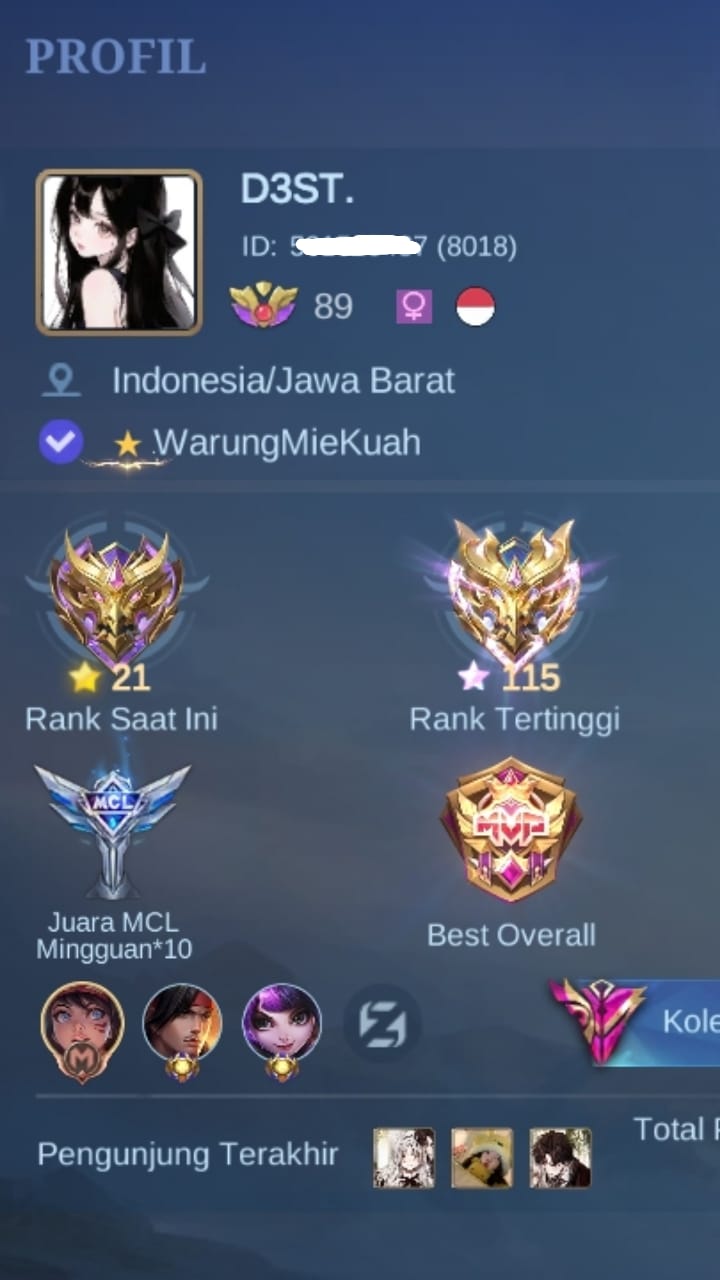 PROFIL
D3ST.
ID: (8018)
89
Indonesia/Jawa Barat
WarungMieKuah
21
115
Rank Saat Ini
Rank Tertinggi
MCL
MVP
Juara MCL
Mingguan*10
Best Overall
M
Kole
Pengunjung Terakhir
Total